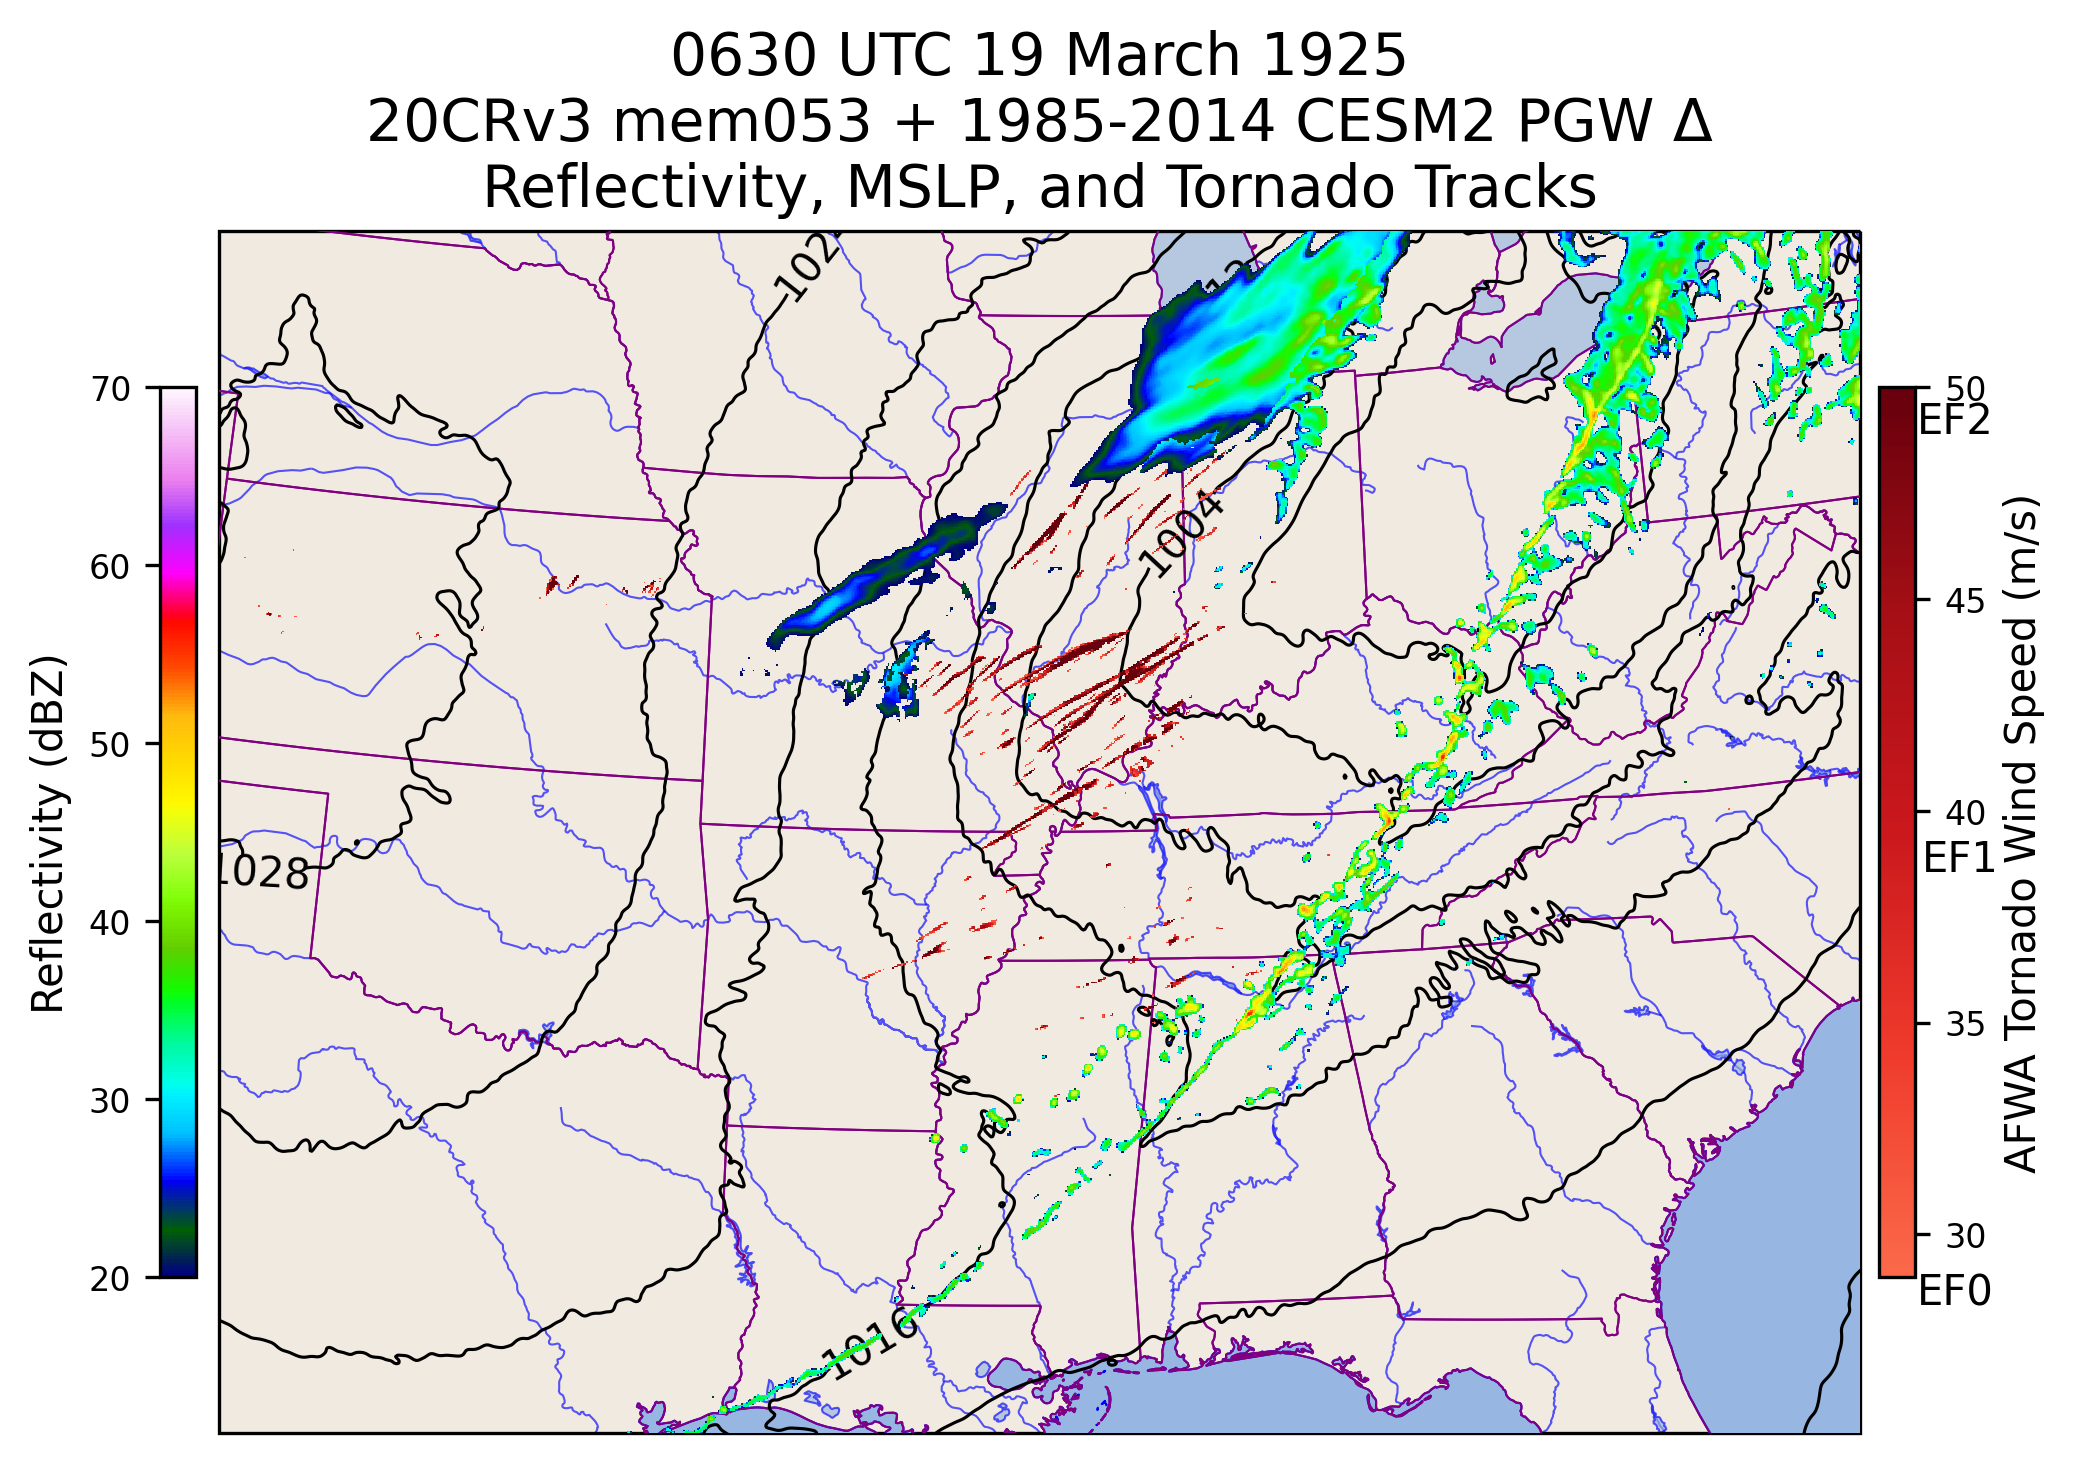 0630 UTC 19 March 1925
20CRv3 mem053 + 1985-2014 CESM2 PGW Δ
Reflectivity, MSLP, and Tornado Tracks
12
1004
1028
1016
Reflectivity (dBZ)
70
60
50
40
30
20
50
EF2
45
40
EF1
35
30
EF0
AFWA Tornado Wind Speed (m/s)